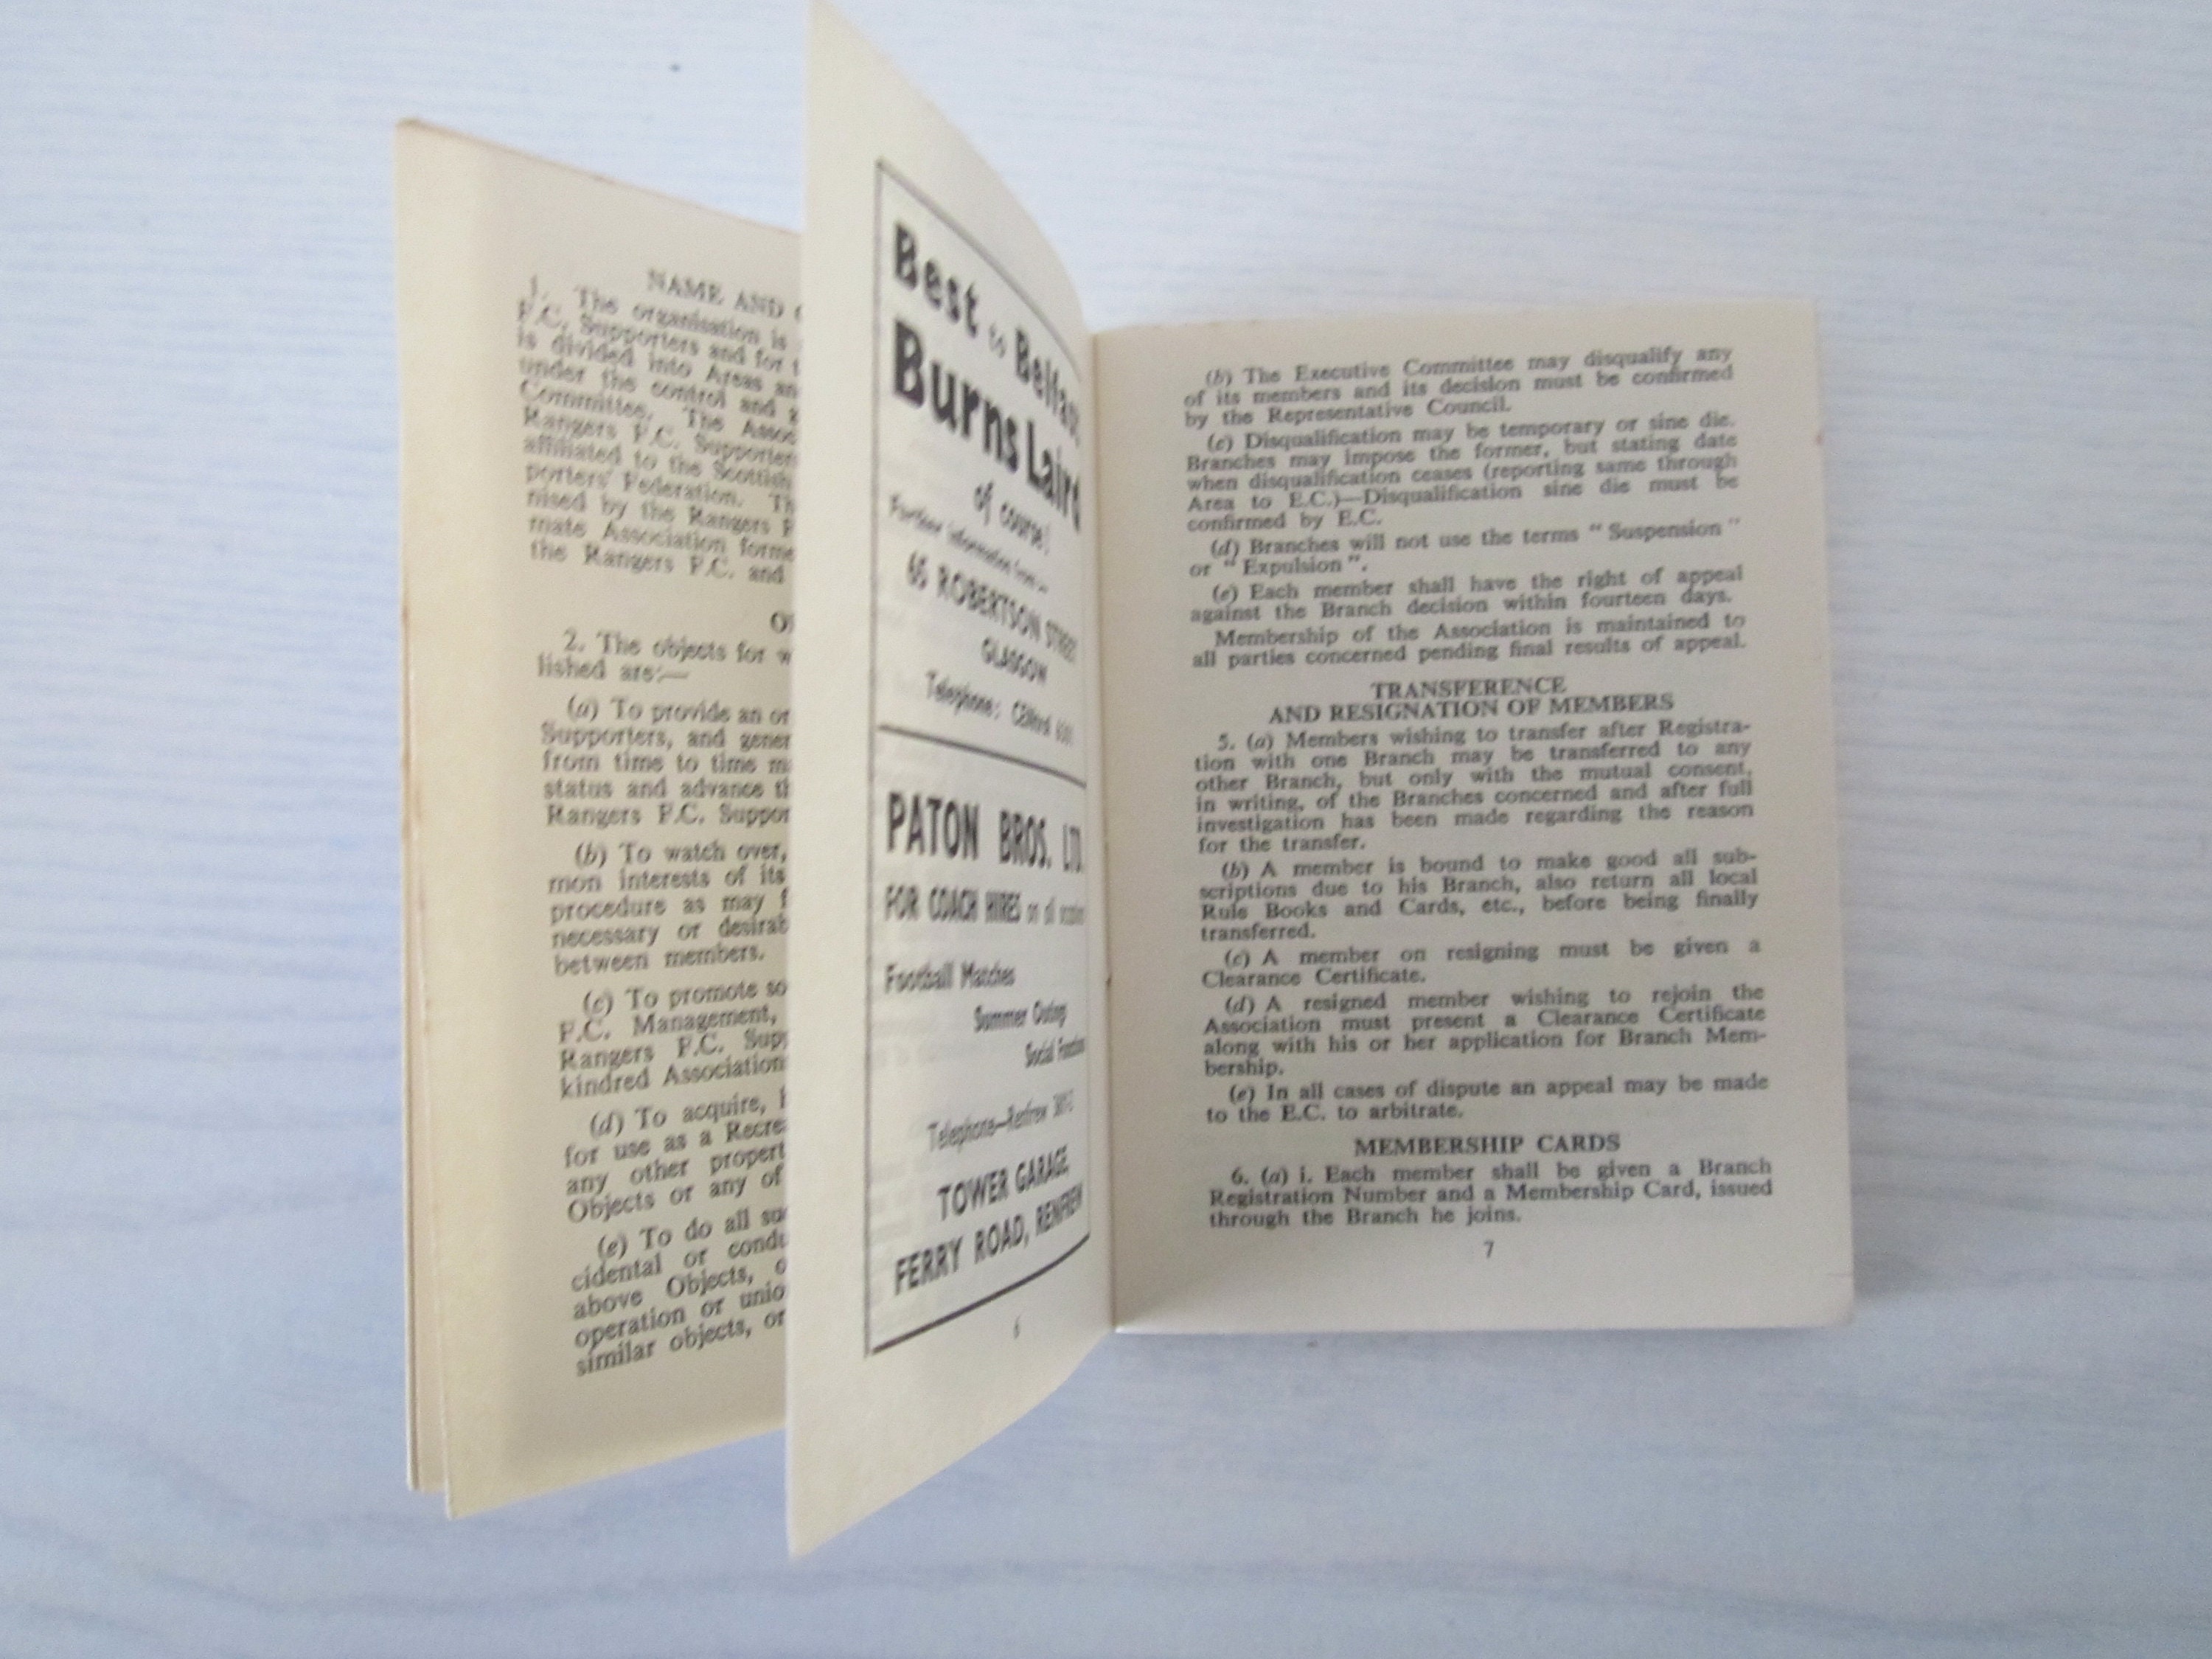 NAME AND
1. The organisation is
F.C. Supporters and for
is divided into Areas
under the control and
Committee. The
Rangers F.C. Supporters
affiliated to the Scottish
porters' Federation.
nised by the Rangers
mate Association
the Rangers F.C. and
2. The objects for
lished are:—
(a) To provide an
Supporters, and
from time to time
status and advance
Rangers F.C.
(b) To watch over,
mon interests of its
procedure as may
necessary or
between members.
(c) To promote
F.C. Management,
Rangers F.C.
kindred
(d) To acquire,
for use as a
any other
Objects or any of
(e) To do all
cidental or
above Objects,
operation or
similar objects, or
Best to Belfast
Burns Laird
of course!
Further information from:—
ROBERTSON STREET
GLASGOW
Telephone:
PATON BROS. LTD.
FOR COACH HIRES on all
Football Matches
Summer Outing
Social
Telephone—Renfrew
TOWER GARAGE
FERRY ROAD, RENFREW
6
(b) The Executive Committee may disqualify any
of its members and its decision must be confirmed
by the Representative Council.
(c) Disqualification may be temporary or sine die.
Branches may impose the former, but stating date
when disqualification ceases (reporting same through
Area to E.C.)—Disqualification sine die must be
confirmed by E.C.
(d) Branches will not use the terms “ Suspension ”
or “ Expulsion ”.
(e) Each member shall have the right of appeal
against the Branch decision within fourteen days.
Membership of the Association is maintained to
all parties concerned pending final results of appeal.
TRANSFERENCE
AND RESIGNATION OF MEMBERS
5. (a) Members wishing to transfer after Registra-
tion with one Branch may be transferred to any
other Branch, but only with the mutual consent,
in writing, of the Branches concerned and after full
investigation has been made regarding the reason
for the transfer.
(b) A member is bound to make good all sub-
scriptions due to his Branch, also return all local
Rule Books and Cards, etc., before being finally
transferred.
(c) A member on resigning must be given a
Clearance Certificate.
(d) A resigned member wishing to rejoin the
Association must present a Clearance Certificate
along with his or her application for Branch Mem-
bership.
(e) In all cases of dispute an appeal may be made
to the E.C. to arbitrate.
MEMBERSHIP CARDS
6. (a) i. Each member shall be given a Branch
Registration Number and a Membership Card, issued
through the Branch he joins.
7